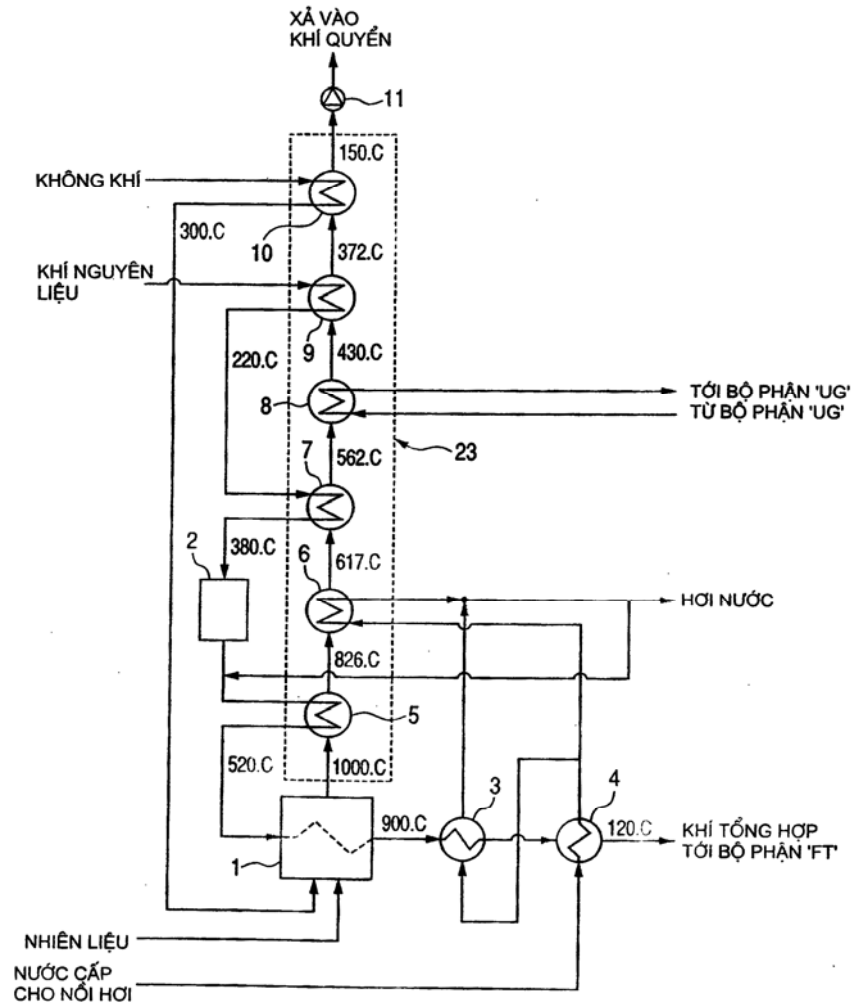 XẢ VÀO
KHÍ QUYỂN
11
150.C
KHÔNG KHÍ
300.C
10
372.C
KHÍ NGUYÊN
LIỆU
9
220.C
430.C
8
TỚI BỘ PHẬN 'UG'
TỪ BỘ PHẬN 'UG'
23
562.C
7
2
380.C
617.C
6
HƠI NƯỚC
826.C
5
520.C
1000.C
3
4
900.C
120.C
KHÍ TỔNG HỢP
TỚI BỘ PHẬN 'FT'
1
NHIÊN LIỆU
NƯỚC CẤP
CHO NỒI HƠI